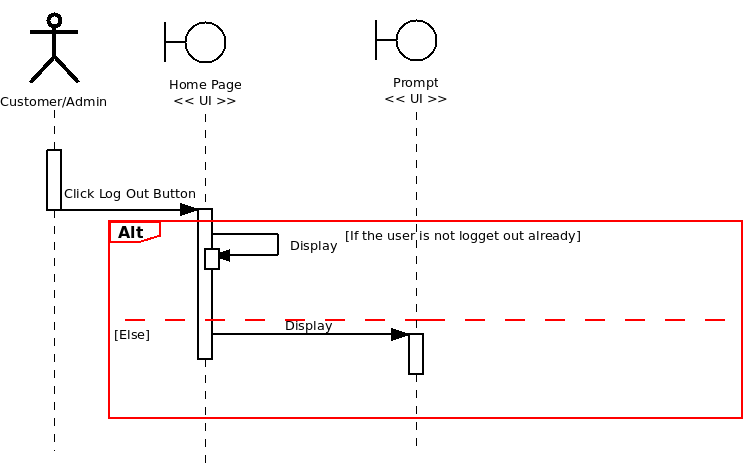 Customer/Admin
Home Page
<< UI >>
Prompt
<< UI >>
Click Log Out Button
Alt
Display
[If the user is not logget out already]
[Else]
Display